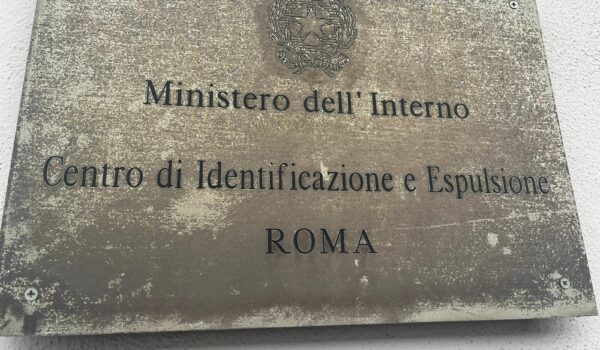 Ministero dell'Interno
Centro di Identificazione e Espulsione
ROMA